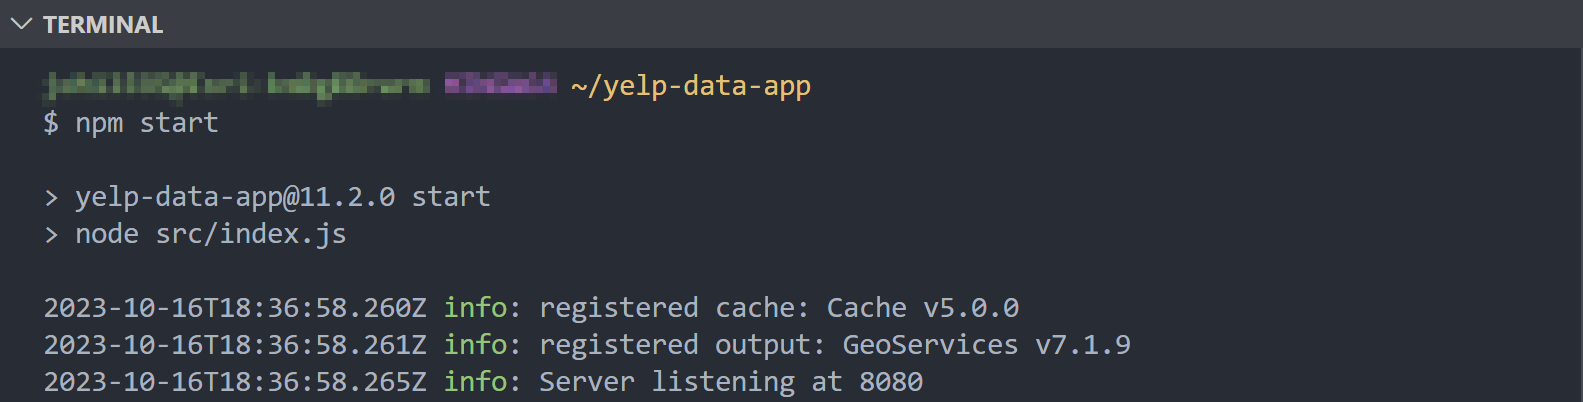 TERMINAL
~/yelp-data-app
$ npm start
> yelp-data-app@11.2.0 start
> node src/index.js
2023-10-16T18:36:58.260Z info: registered cache: Cache v5.0.0
2023-10-16T18:36:58.261Z info: registered output: GeoServices v7.1.9
2023-10-16T18:36:58.265Z info: Server listening at 8080